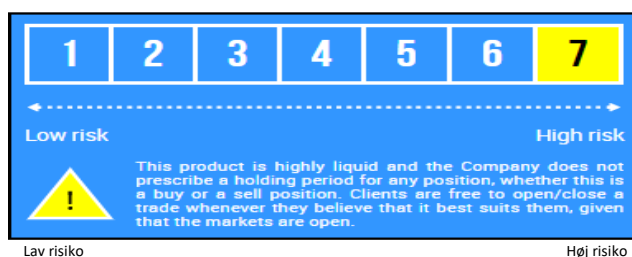 1 2 3 4 5 6 7
Low risk High risk
!
This product is highly liquid and the Company does not
prescribe a holding period for any position, whether this is
a buy or a sell position. Clients are free to open/close a
trade whenever they believe that it best suits them, given
that the markets are open.
Lav risiko Høj risiko